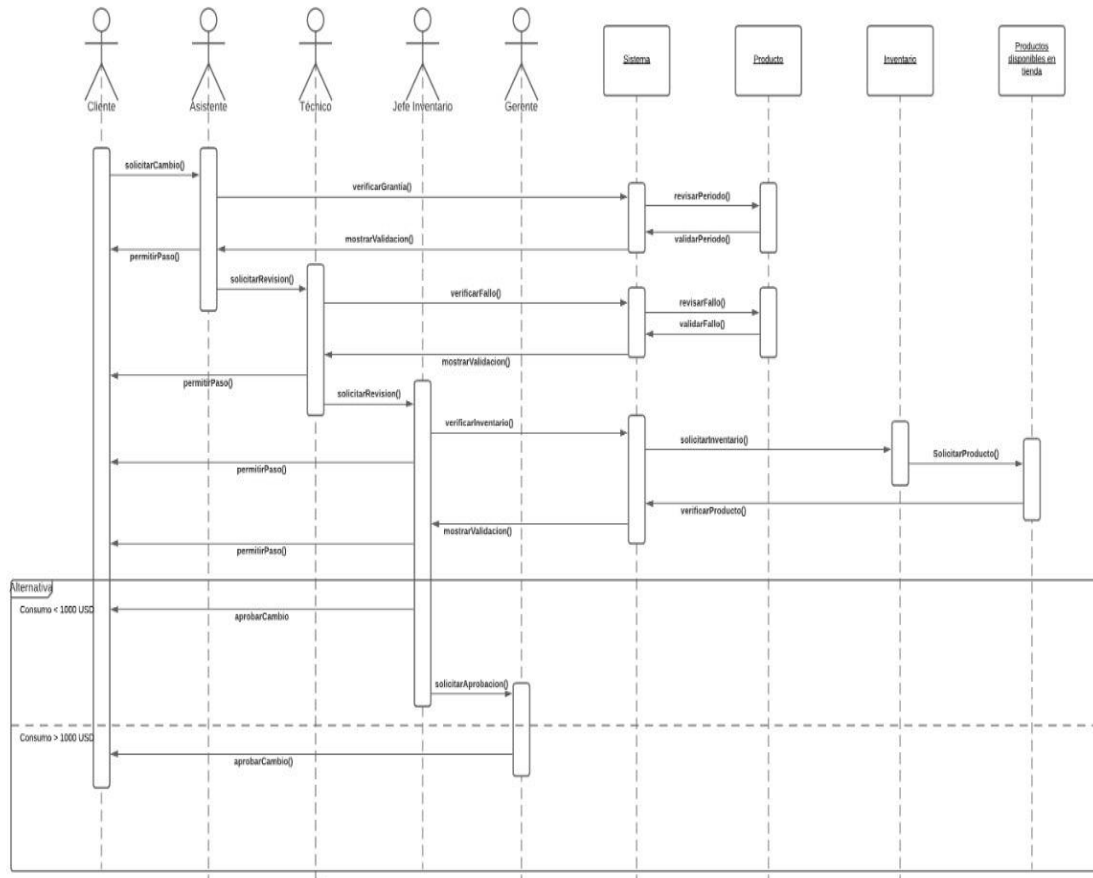 Cliente
Asistente
Técnico
Jefe Inventario
Gerente
Sistema
Producto
Inventario
Productos
disponibles en
tienda
solicitarCambio()
verificarGrantia()
revisarPeriodo()
validarPeriodo()
mostrarValidacion()
permitirPaso()
solicitarRevision()
verificarFallo()
revisarFallo()
validarFallo()
mostrarValidacion()
permitirPaso()
solicitarRevision()
verificarInventario()
solicitarInventario()
SolicitarProducto()
permitirPaso()
verificarProducto()
mostrarValidacion()
permitirPaso()
Alternativa
Consumo < 1000 USD
aprobarCambio
solicitarAprobacion()
Consumo > 1000 USD
aprobarCambio()